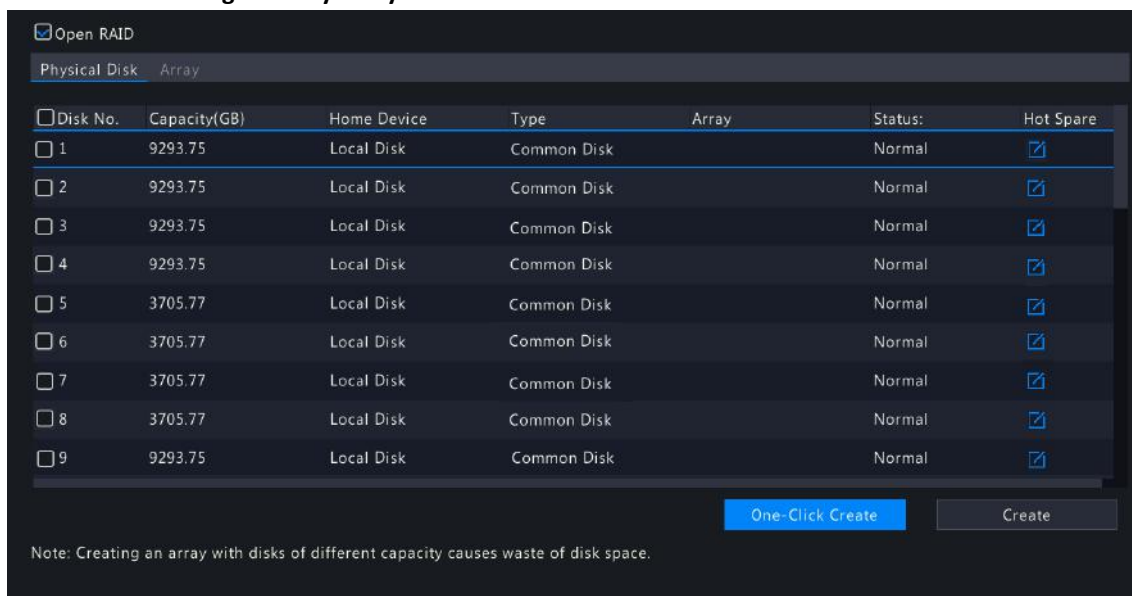 Open RAID
Physical Disk Array
Disk No. Capacity(GB) Home Device Type Array Status: Hot Spare
1 9293.75 Local Disk Common Disk Normal
2 9293.75 Local Disk Common Disk Normal
3 9293.75 Local Disk Common Disk Normal
4 9293.75 Local Disk Common Disk Normal
5 3705.77 Local Disk Common Disk Normal
6 3705.77 Local Disk Common Disk Normal
7 3705.77 Local Disk Common Disk Normal
8 3705.77 Local Disk Common Disk Normal
9 9293.75 Local Disk Common Disk Normal
One-Click Create Create
Note: Creating an array with disks of different capacity causes waste of disk space.